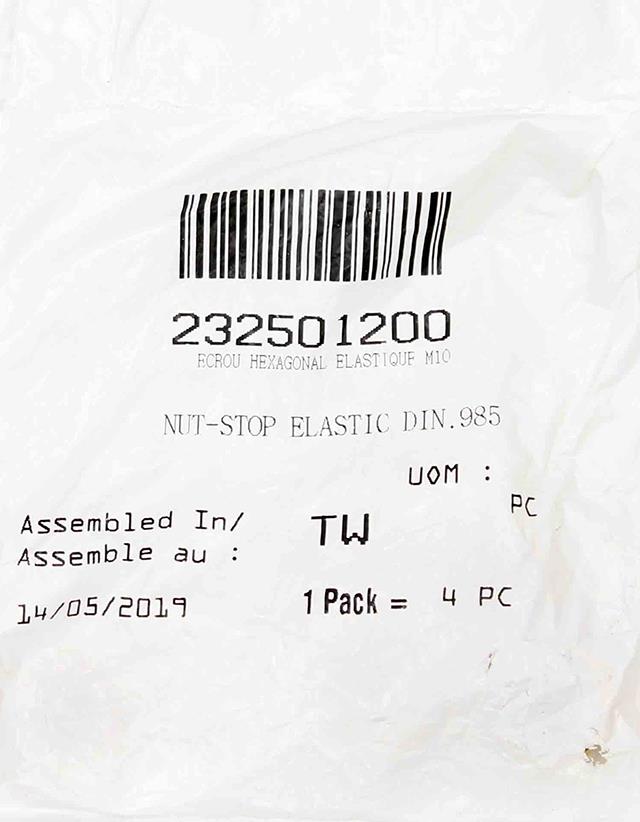 232501200
ECROU HEXAGONAL ELASTIQUE M10
NUT-STOP ELASTIC DIN.985
UOM :
PC
Assembled In/
Assemble au :
TW
14/05/2019
1 Pack = 4 PC